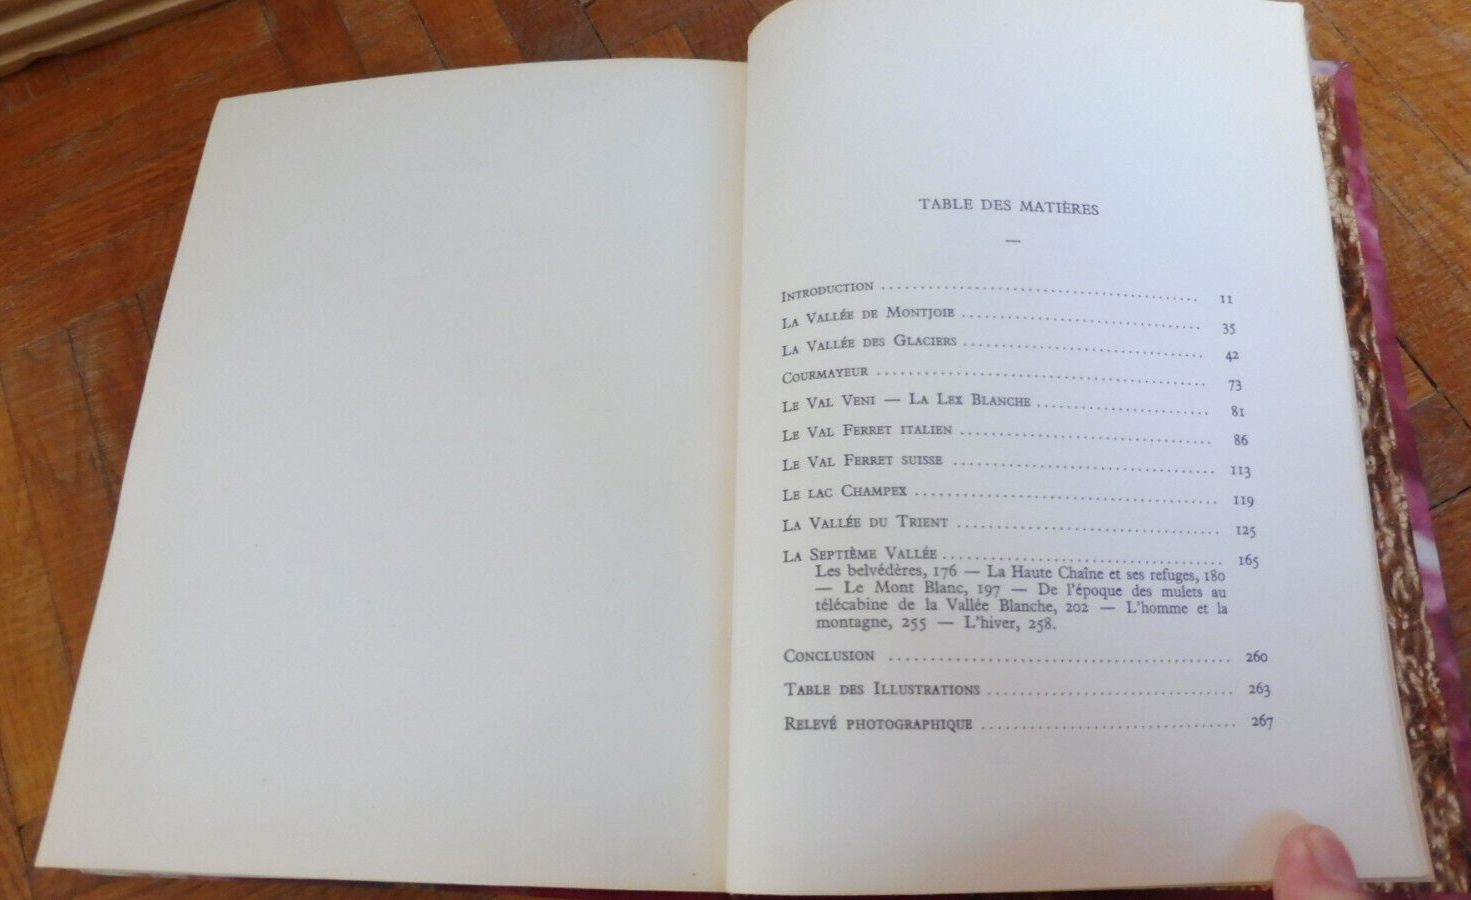 TABLE DES MATIÈRES
—
Introduction ........................................ 11
La Vallée de Montjoie ........................................ 35
La Vallée des Glaciers ........................................ 42
Courmayeur ........................................ 73
Le Val Veni — La Lex Blanche ........................................ 81
Le Val Ferret italien ........................................ 86
Le Val Ferret suisse ........................................ 113
Le lac Champex ........................................ 119
La Vallée du Trient ........................................ 125
La Septième Vallée ........................................ 165
Les belvédères, 176 — La Haute Chaîne et ses refuges, 180
— Le Mont Blanc, 197 — De l'époque des mulets au
télécabine de la Vallée Blanche, 202 — L'homme et la
montagne, 255 — L'hiver, 258.
Conclusion ........................................ 260
Table des Illustrations ........................................ 263
Relevé photographique ........................................ 267